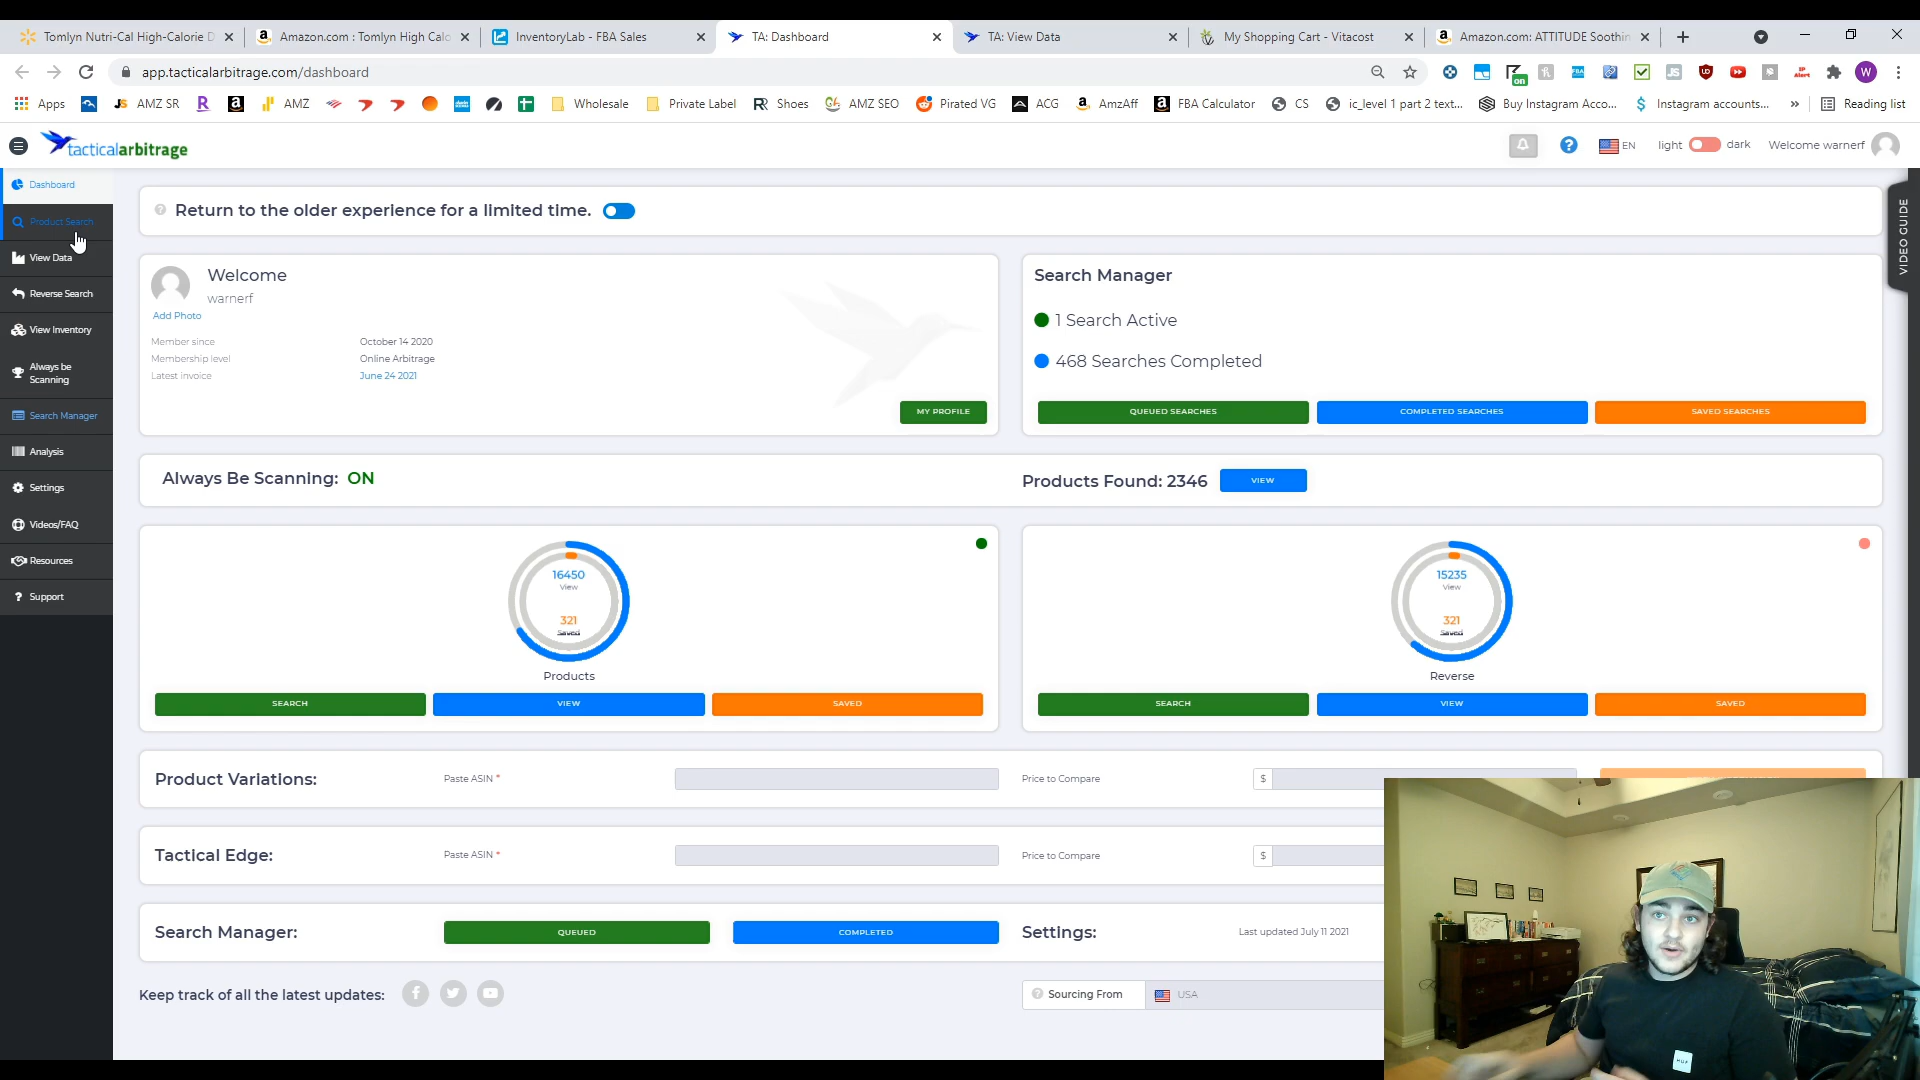 Tomlyn Nutri-Cal High-Calorie D
Amazon.com : Tomlyn High Calo
InventoryLab - FBA Sales
TA: Dashboard
TA: View Data
My Shopping Cart - Vitacost
Amazon.com: ATTITUDE Soothin
app.tacticalarbitrage.com/dashboard
Apps
AMZ SR
AMZ
Wholesale
Private Label
Shoes
AMZ SEO
Pirated VG
ACG
AmzAff
FBA Calculator
CS
ic_level 1 part 2 text...
Buy Instagram Acco...
Instagram accounts...
»
Reading list
tacticalarbitrage
EN
light
dark
Welcome warnerf
Dashboard
Product Search
View Data
Reverse Search
View Inventory
Always be
Scanning
Search Manager
Analysis
Settings
Videos/FAQ
Resources
Support
VIDEO GUIDE
Return to the older experience for a limited time.
Welcome
warnerf
Add Photo
Member since October 14 2020
Membership level Online Arbitrage
Latest invoice June 24 2021
MY PROFILE
Search Manager
1 Search Active
468 Searches Completed
QUEUED SEARCHES
COMPLETED SEARCHES
SAVED SEARCHES
Always Be Scanning: ON
Products Found: 2346
VIEW
16450
View
321
Saved
Products
SEARCH
VIEW
SAVED
15235
View
321
Saved
Reverse
SEARCH
VIEW
SAVED
Product Variations:
Paste ASIN *
Price to Compare
$
Tactical Edge:
Paste ASIN *
Price to Compare
$
Search Manager:
QUEUED
COMPLETED
Settings:
Last updated July 11 2021
Keep track of all the latest updates:
Sourcing From
USA
HUF